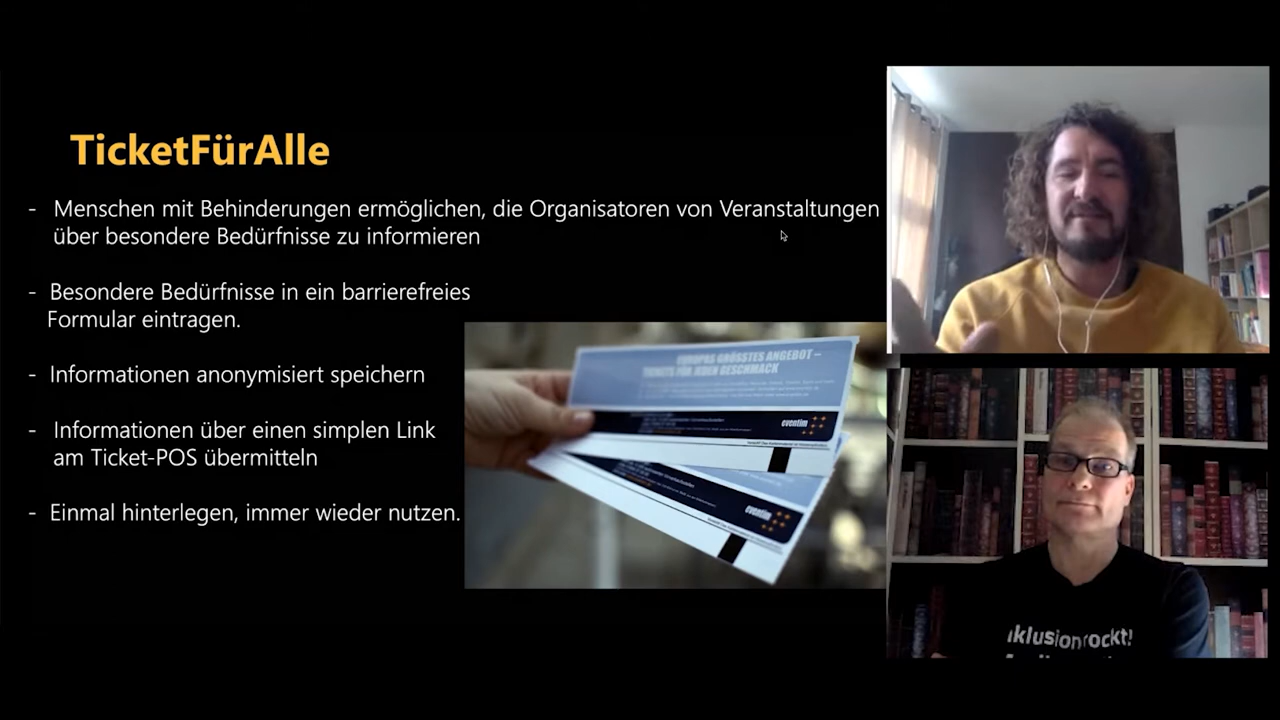 TicketFürAlle
- Menschen mit Behinderungen ermöglichen, die Organisatoren von Veranstaltungen
über besondere Bedürfnisse zu informieren
- Besondere Bedürfnisse in ein barrierefreies
Formular eintragen.
- Informationen anonymisiert speichern
- Informationen über einen simplen Link
am Ticket-POS übermitteln
- Einmal hinterlegen, immer wieder nutzen.
EUROPAS GRÖSSTES ANGEBOT –
TICKETS FÜR JEDEN GESCHMACK
eventim
eventim
nklusion rockt!